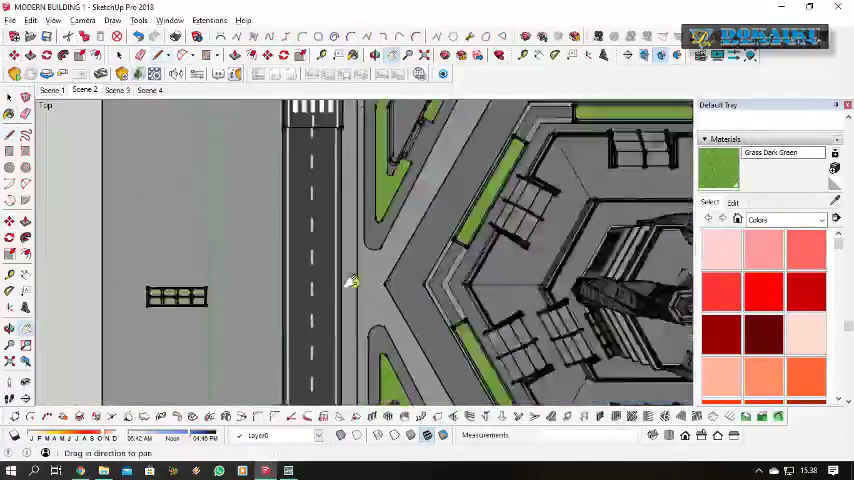 MODERN BUILDING 1 - SketchUp Pro 2018
File Edit View Camera Draw Tools Window Extensions Help
Scene 1 Scene 2 Scene 3 Scene 4
Top
Default Tray
Materials
Grass Dark Green
Select Edit
Colors
J F M A M J J A S O N D 06:42 AM Noon 04:46 PM Layer0 Measurements
Drag in direction to pan
15.38